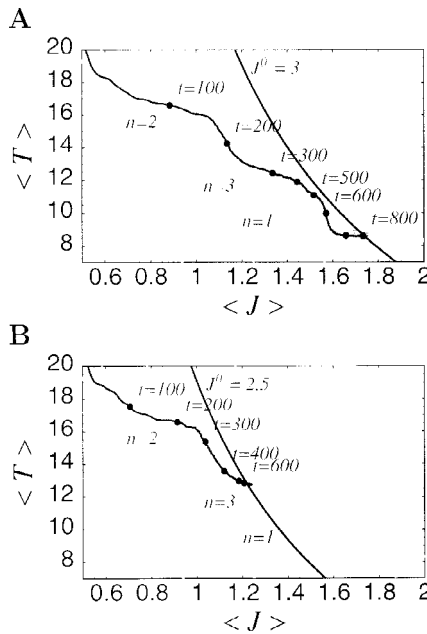 A
20
18
16
14
12
10
8
< T >
J⁰ = 3
t=100
n=2
t=200
t=300
n=3
t=500
t=600
n=1
t=800
0.6 0.8 1 1.2 1.4 1.6 1.8 2
< J >
B
20
18
16
14
12
10
8
< T >
J⁰ = 2.5
t=100
t=200
n=2
t=300
t=400
t=600
n=3
n=1
0.6 0.8 1 1.2 1.4 1.6 1.8 2
< J >